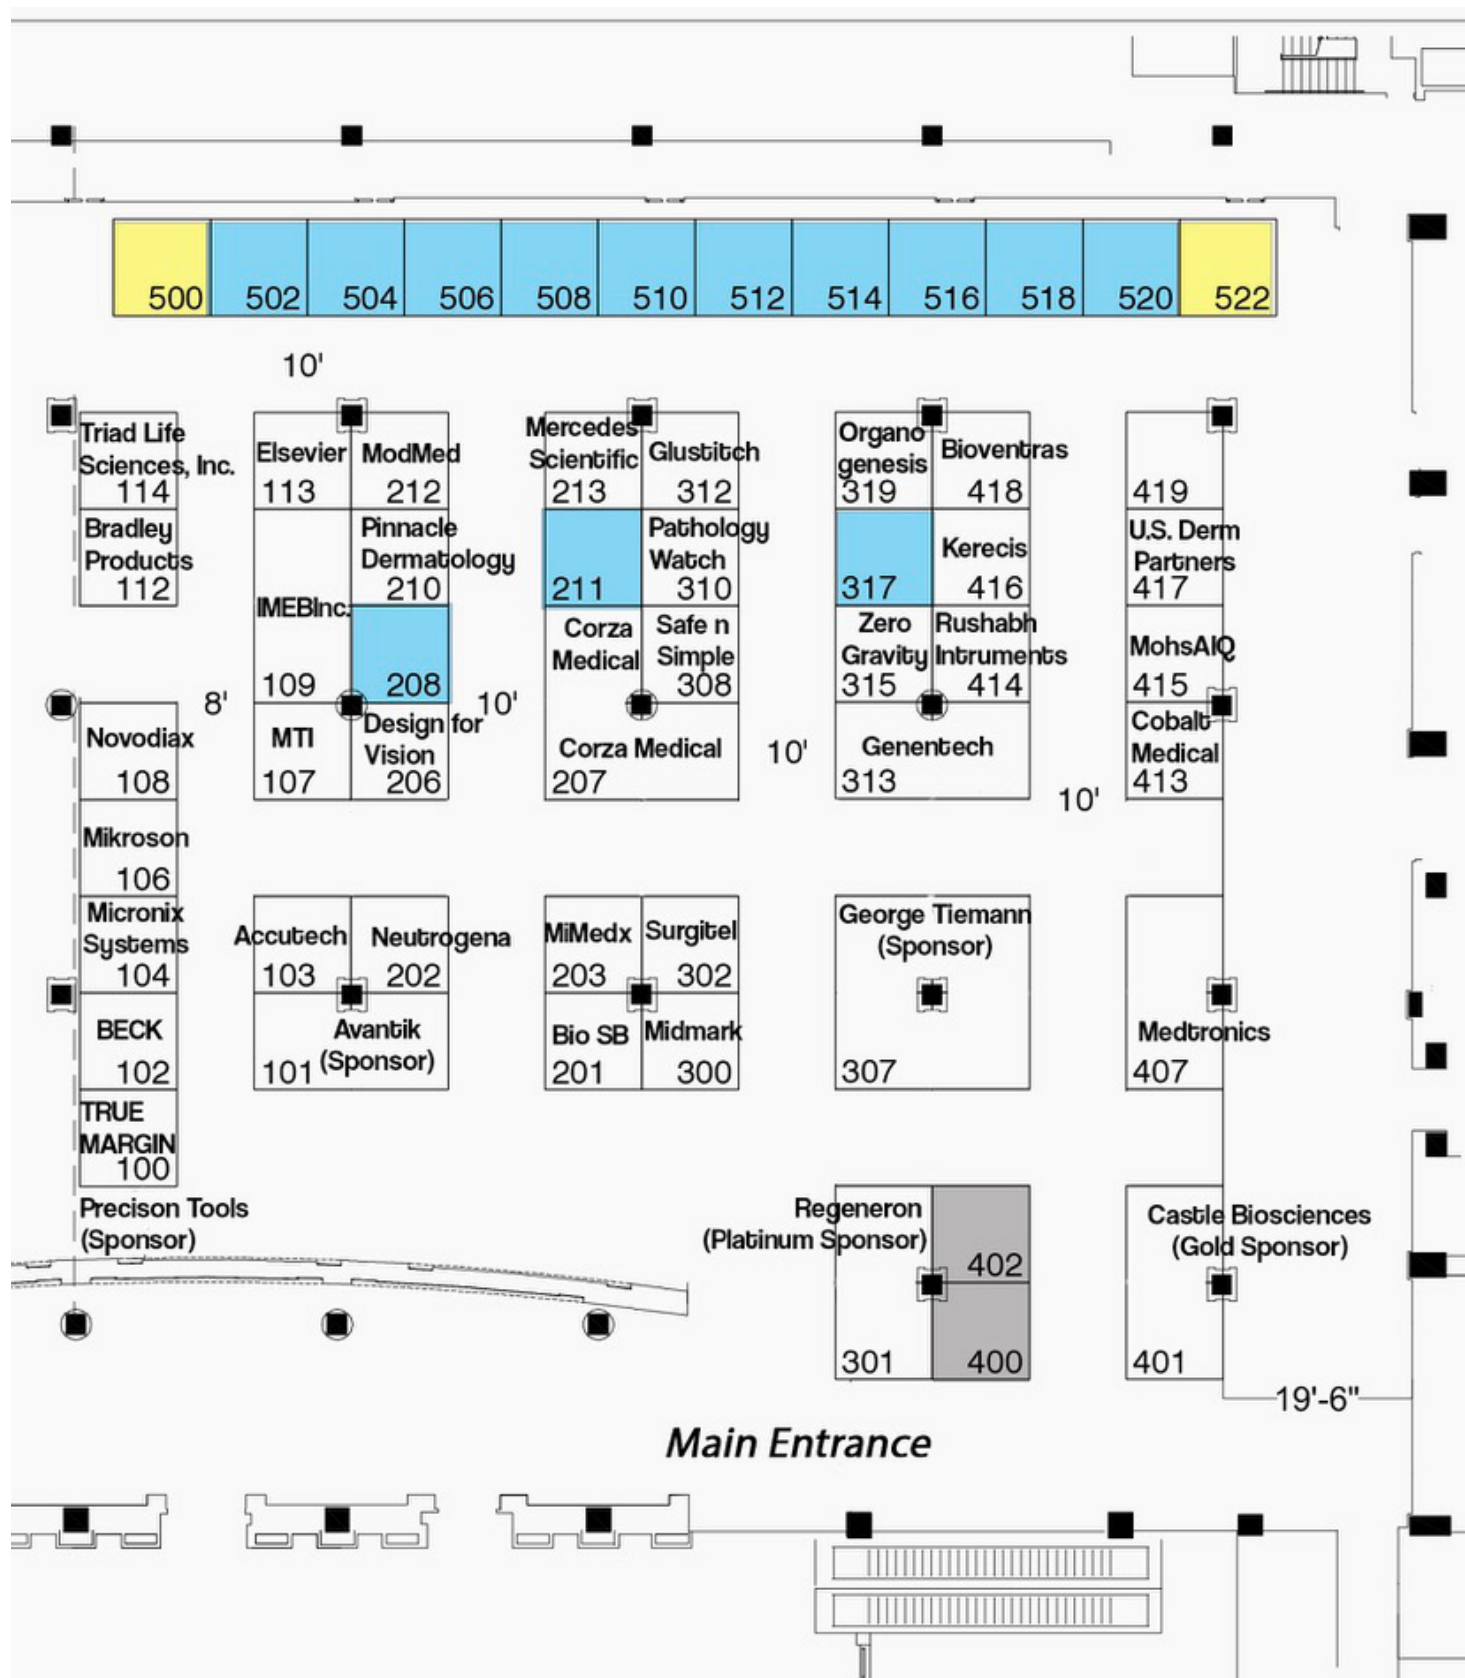 500
502
504
506
508
510
512
514
516
518
520
522
10'
Triad Life
Sciences, Inc.
114
Bradley
Products
112
Elsevier
113
ModMed
212
IMEBInc.
109
Pinnacle
Dermatology
210
208
Mercedes
Scientific
213
Glustitch
312
211
Pathology
Watch
310
Corza
Medical
Safe n
Simple
308
Organo
genesis
319
Bioventras
418
317
Kerecis
416
Zero
Gravity
315
Rushabh
Intruments
414
419
U.S. Derm
Partners
417
MohsAIQ
415
8'
10'
Novodiax
108
MTI
107
Design for
Vision
206
Corza Medical
207
10'
Genentech
313
10'
Cobalt
Medical
413
Mikroson
106
Micronix
Systems
104
Accutech
103
Neutrogena
202
MiMedx
203
Surgitel
302
George Tiemann
(Sponsor)
307
BECK
102
Avantik
(Sponsor)
101
Bio SB
201
Midmark
300
Medtronics
407
TRUE
MARGIN
100
Precison Tools
(Sponsor)
Regeneron
(Platinum Sponsor)
301
402
400
Castle Biosciences
(Gold Sponsor)
401
19'-6"
Main Entrance